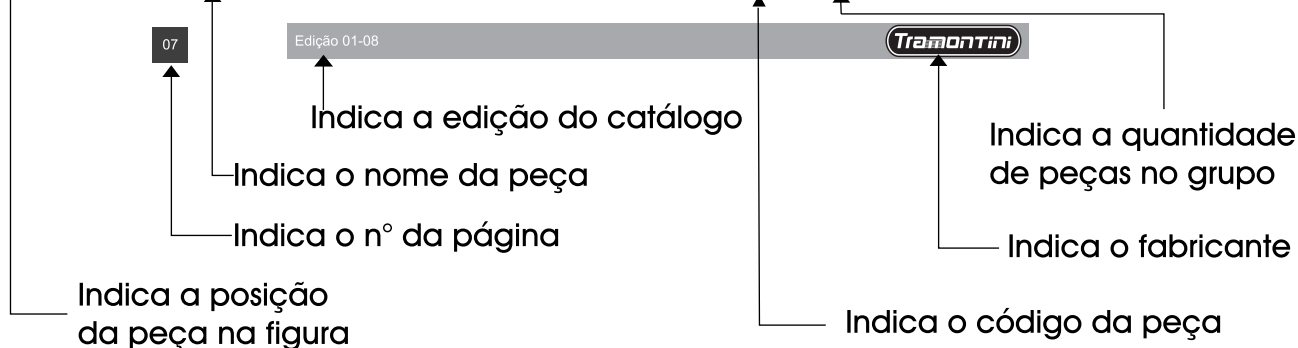 07
Edição 01-08
Tramontini
Indica a edição do catálogo
Indica a quantidade
de peças no grupo
Indica o nome da peça
Indica o n° da página
Indica o fabricante
Indica a posição
da peça na figura
Indica o código da peça